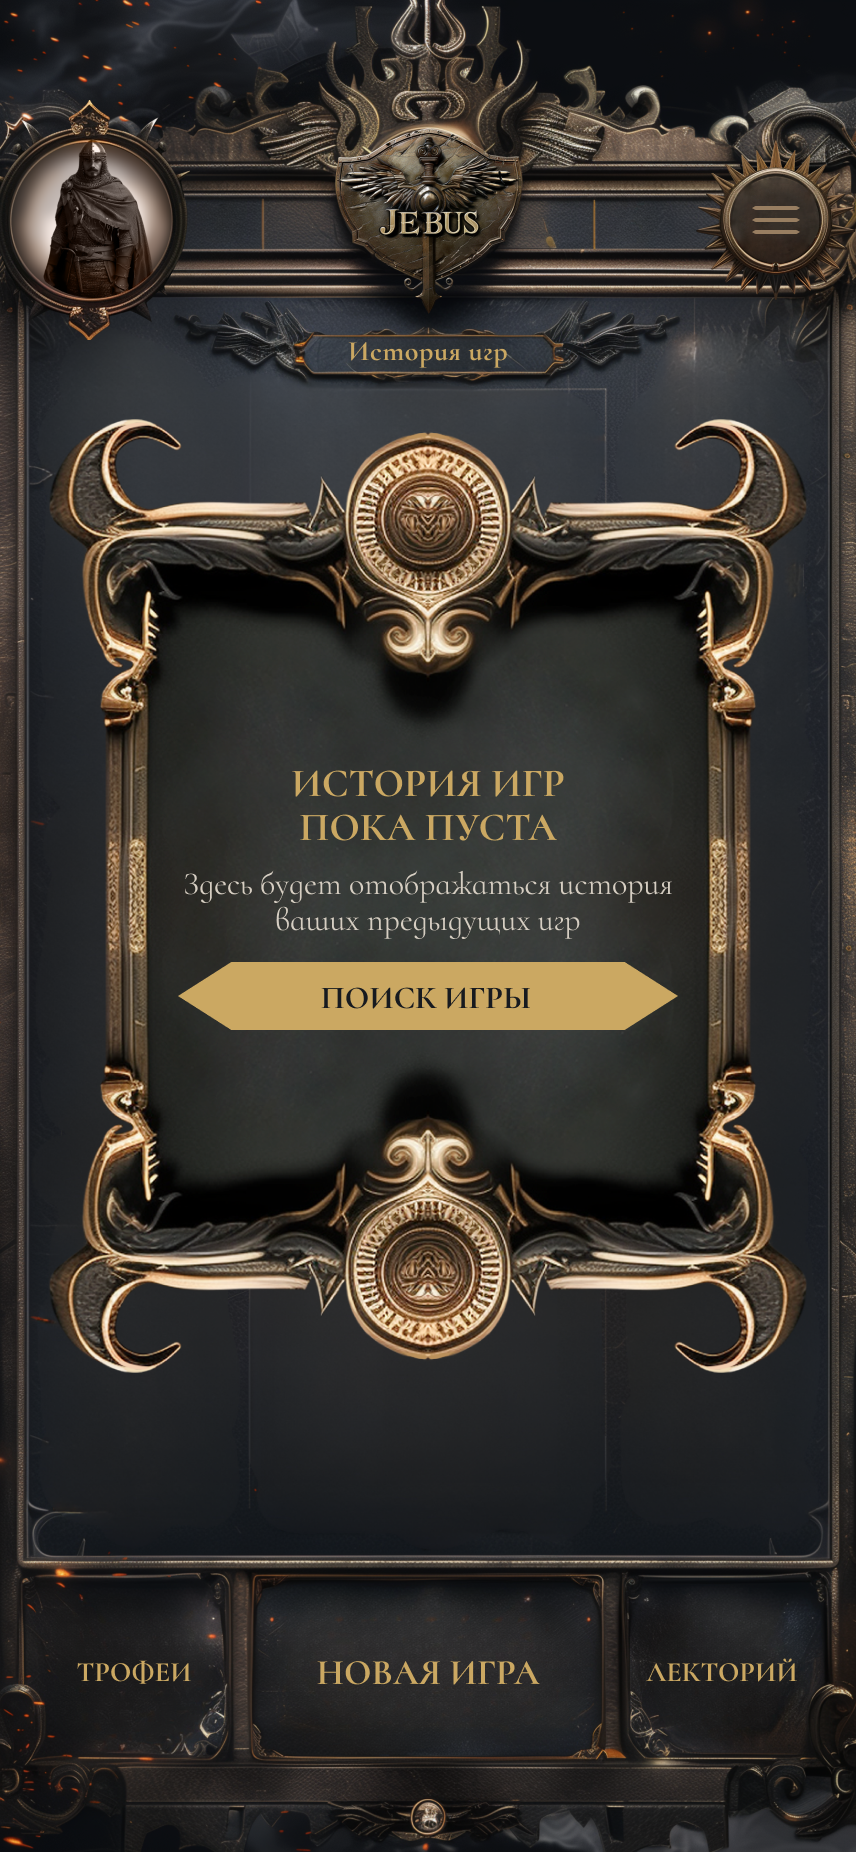 JEBUS
История игр
ИСТОРИЯ ИГР
ПОКА ПУСТА
Здесь будет отображаться история
ваших предыдущих игр
ПОИСК ИГРЫ
ТРОФЕИ
НОВАЯ ИГРА
ЛЕКТОРИЙ